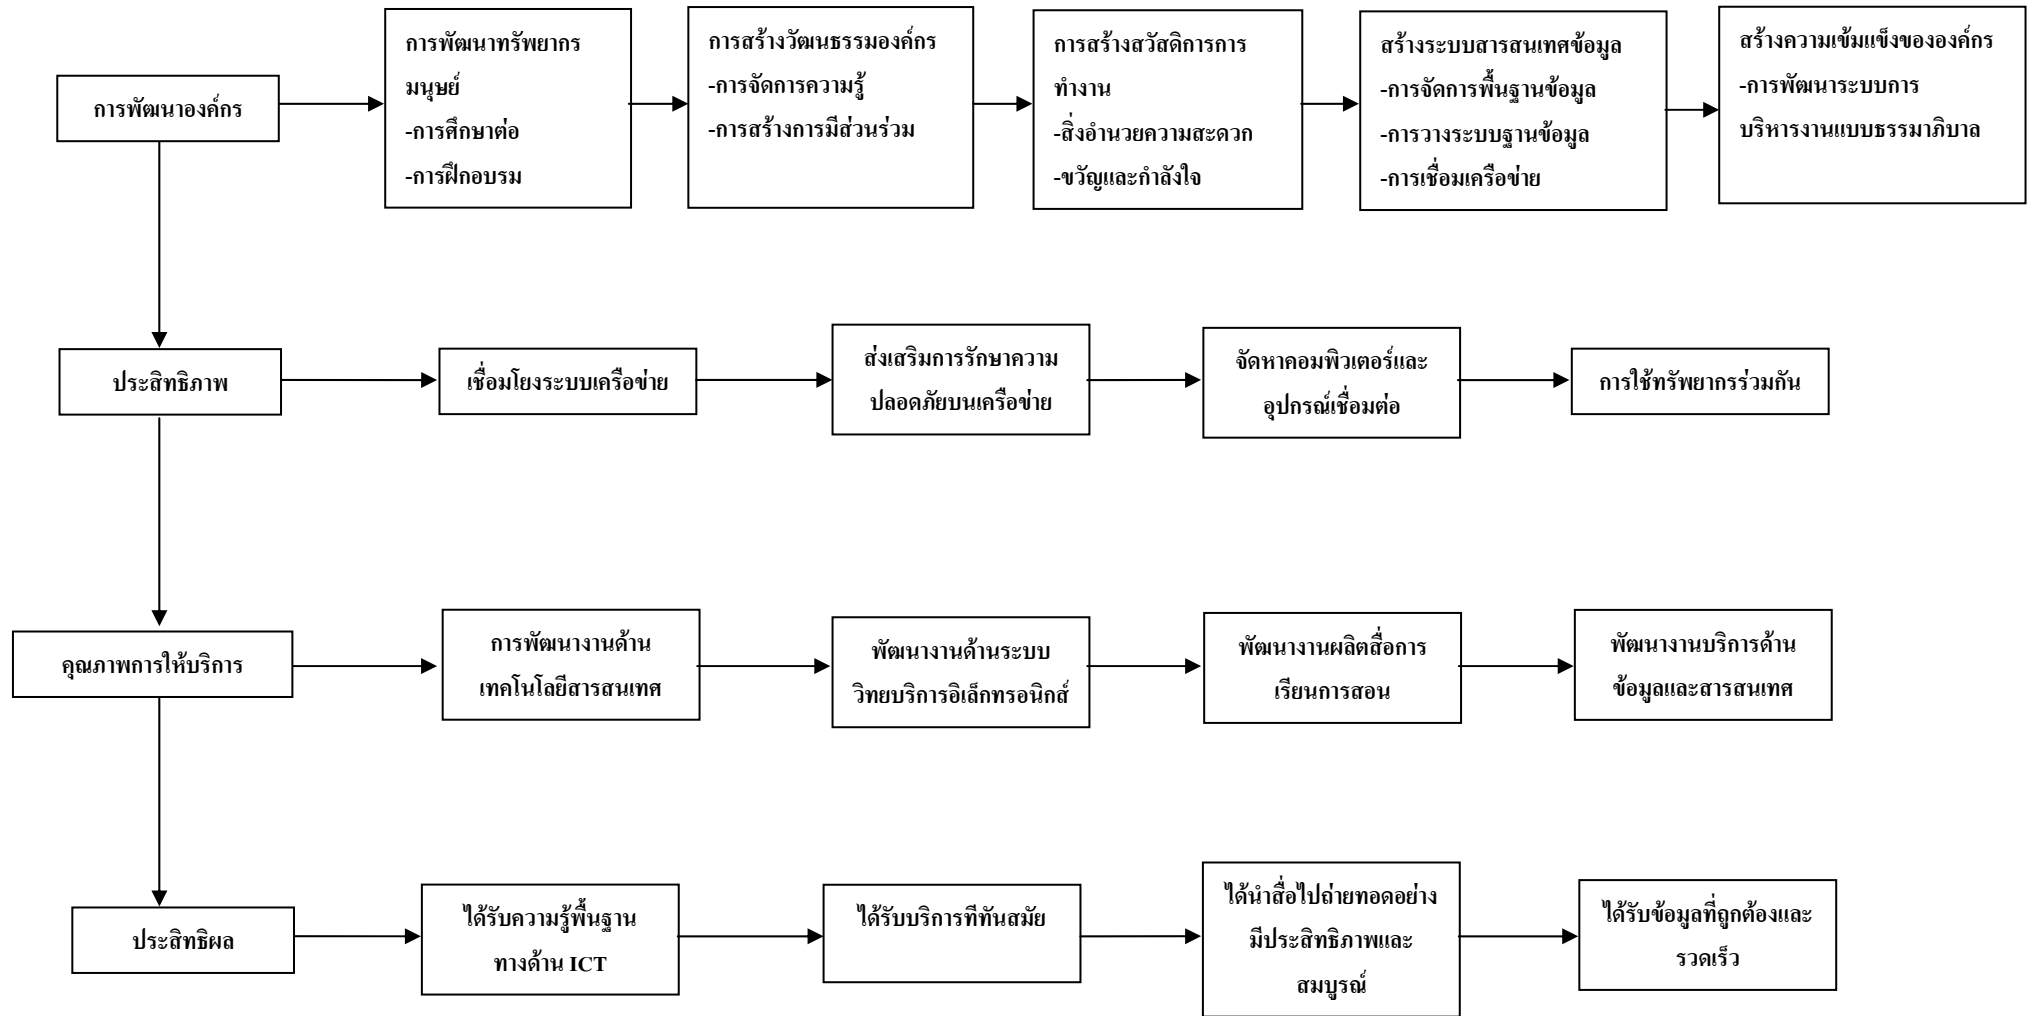 การพัฒนาองค์กร
การพัฒนาทรัพยากร
มนุษย์
-การศึกษาต่อ
-การฝึกอบรม
การสร้างวัฒนธรรมองค์กร
-การจัดการความรู้
-การสร้างการมีส่วนร่วม
การสร้างสวัสดิการการ
ทำงาน
-สิ่งอำนวยความสะดวก
-ขวัญและกำลังใจ
สร้างระบบสารสนเทศข้อมูล
-การจัดการพื้นฐานข้อมูล
-การวางระบบฐานข้อมูล
-การเชื่อมเครือข่าย
สร้างความเข้มแข็งขององค์กร
-การพัฒนาระบบการ
บริหารงานแบบธรรมาภิบาล
ประสิทธิภาพ
เชื่อมโยงระบบเครือข่าย
ส่งเสริมการรักษาความ
ปลอดภัยบนเครือข่าย
จัดหาคอมพิวเตอร์และ
อุปกรณ์เชื่อมต่อ
การใช้ทรัพยากรร่วมกัน
คุณภาพการให้บริการ
การพัฒนางานด้าน
เทคโนโลยีสารสนเทศ
พัฒนางานด้านระบบ
วิทยบริการอิเล็กทรอนิกส์
พัฒนางานผลิตสื่อการ
เรียนการสอน
พัฒนางานบริการด้าน
ข้อมูลและสารสนเทศ
ประสิทธิผล
ได้รับความรู้พื้นฐาน
ทางด้าน ICT
ได้รับบริการทีทันสมัย
ได้นำสื่อไปถ่ายทอดอย่าง
มีประสิทธิภาพและ
สมบูรณ์
ได้รับข้อมูลที่ถูกต้องและ
รวดเร็ว